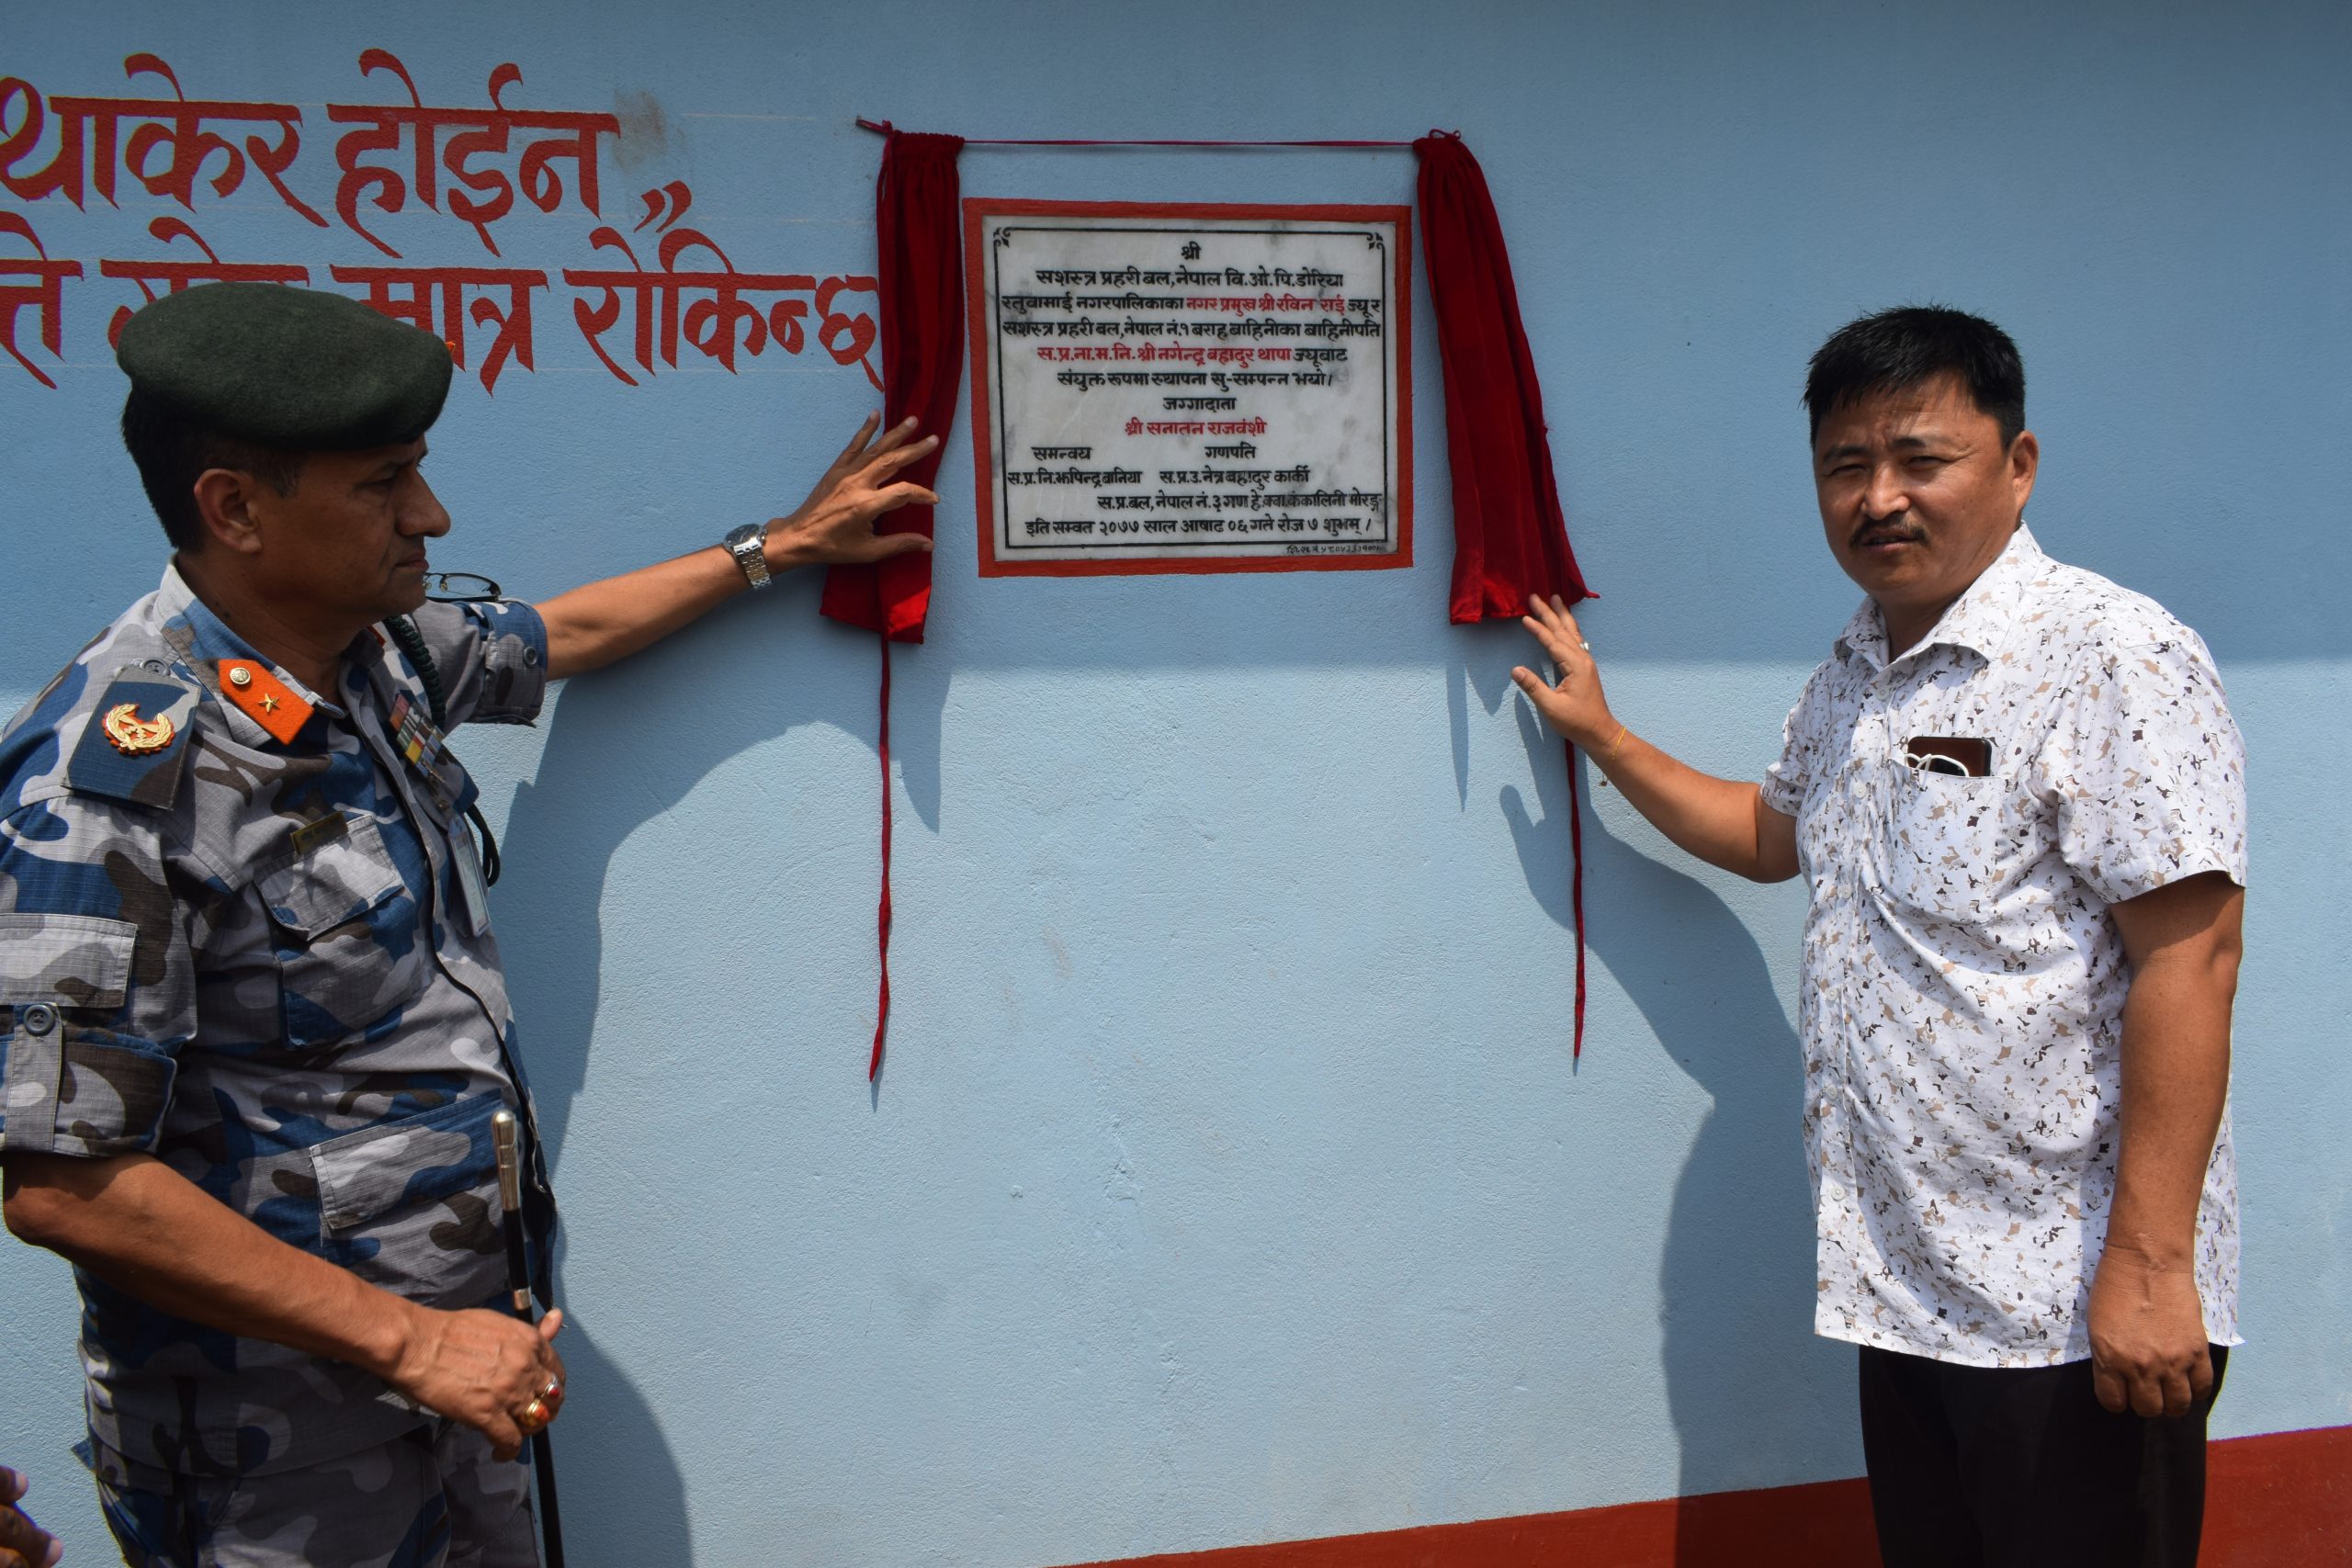 थाकेर होईन
मात्र रोकिन्छ”
श्री
सशस्त्र प्रहरी बल, नेपाल वि.ओ.पि.डोरिया
रतुवामाई नगरपालिकाका नगर प्रमुख श्री रविन राई ज्यू र
सशस्त्र प्रहरी बल, नेपाल नं.१ बराह बाहिनीका बाहिनीपति
स.प्र.ना.म.नि.श्री नगेन्द्र बहादुर थापा ज्यूबाट
संयुक्त रूपमा स्थापना सु-सम्पन्न भयो।
जग्गादाता
श्री सनातन राजवंशी
समन्वय गणपति
स.प्र.नि.झपिन्द्र बानिया स.प्र.उ.नेत्र बहादुर कार्की
स.प्र.बल, नेपाल नं. ३ गण हे.क्वा.कंकालिनी मोरङ्ग
इति सम्वत २०७७ साल आषाढ ०६ गते रोज ७ शुभम् ।